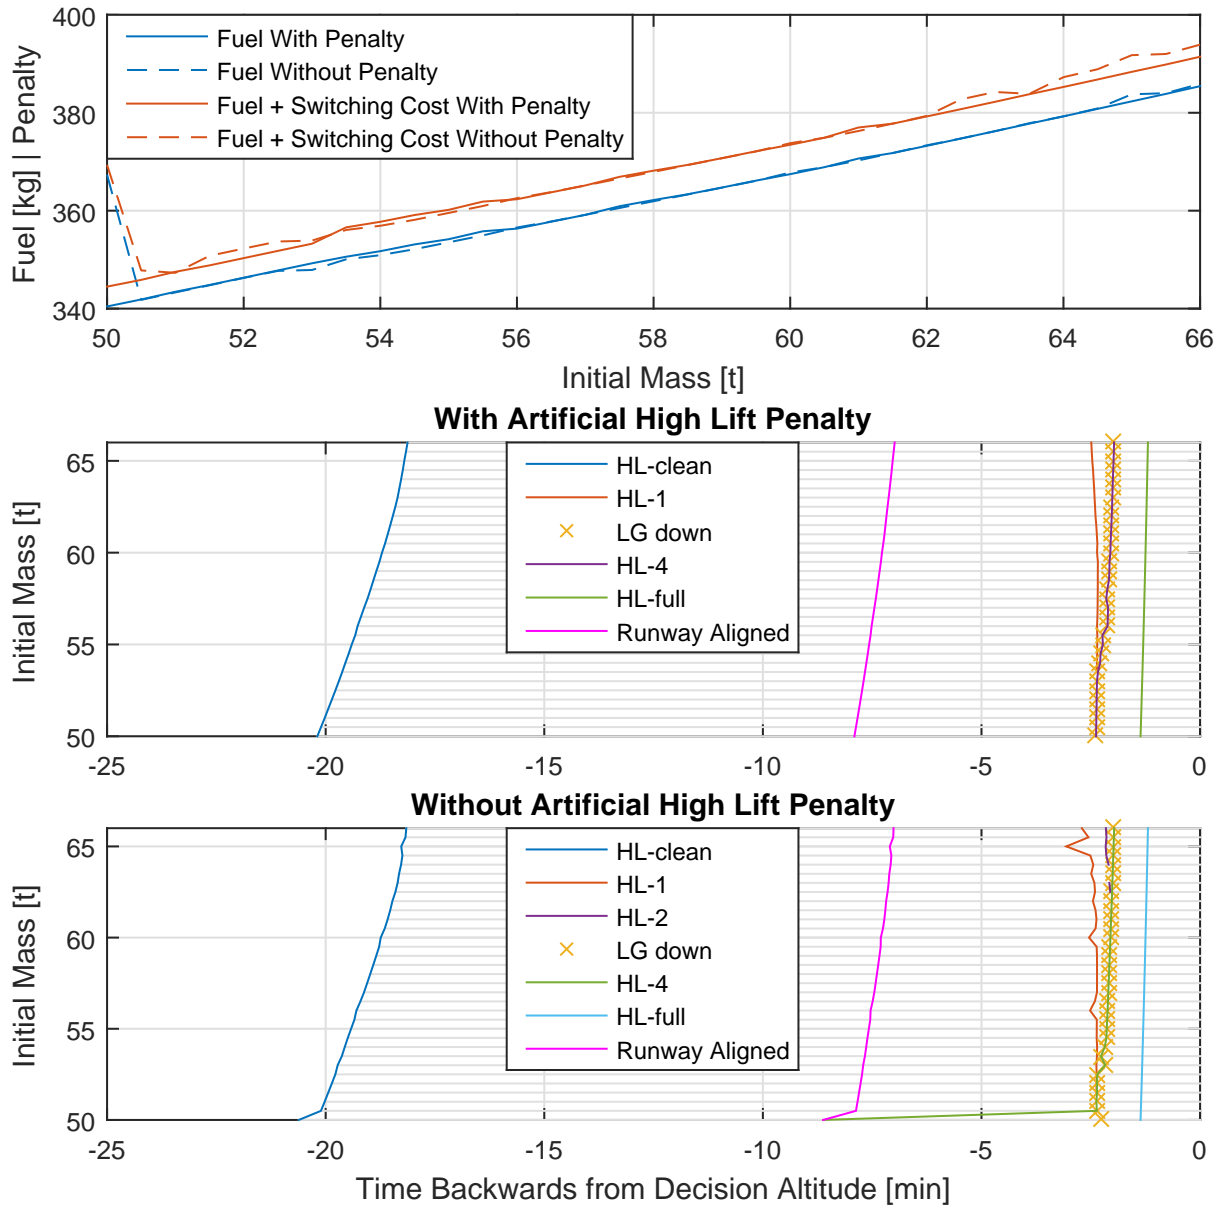 Fuel [kg] | Penalty
400
380
360
340
Fuel With Penalty
Fuel Without Penalty
Fuel + Switching Cost With Penalty
Fuel + Switching Cost Without Penalty
50 52 54 56 58 60 62 64 66
Initial Mass [t]
With Artificial High Lift Penalty
Initial Mass [t]
65
60
55
50
HL-clean
HL-1
LG down
HL-4
HL-full
Runway Aligned
-25 -20 -15 -10 -5 0
Without Artificial High Lift Penalty
Initial Mass [t]
65
60
55
50
HL-clean
HL-1
HL-2
LG down
HL-4
HL-full
Runway Aligned
-25 -20 -15 -10 -5 0
Time Backwards from Decision Altitude [min]